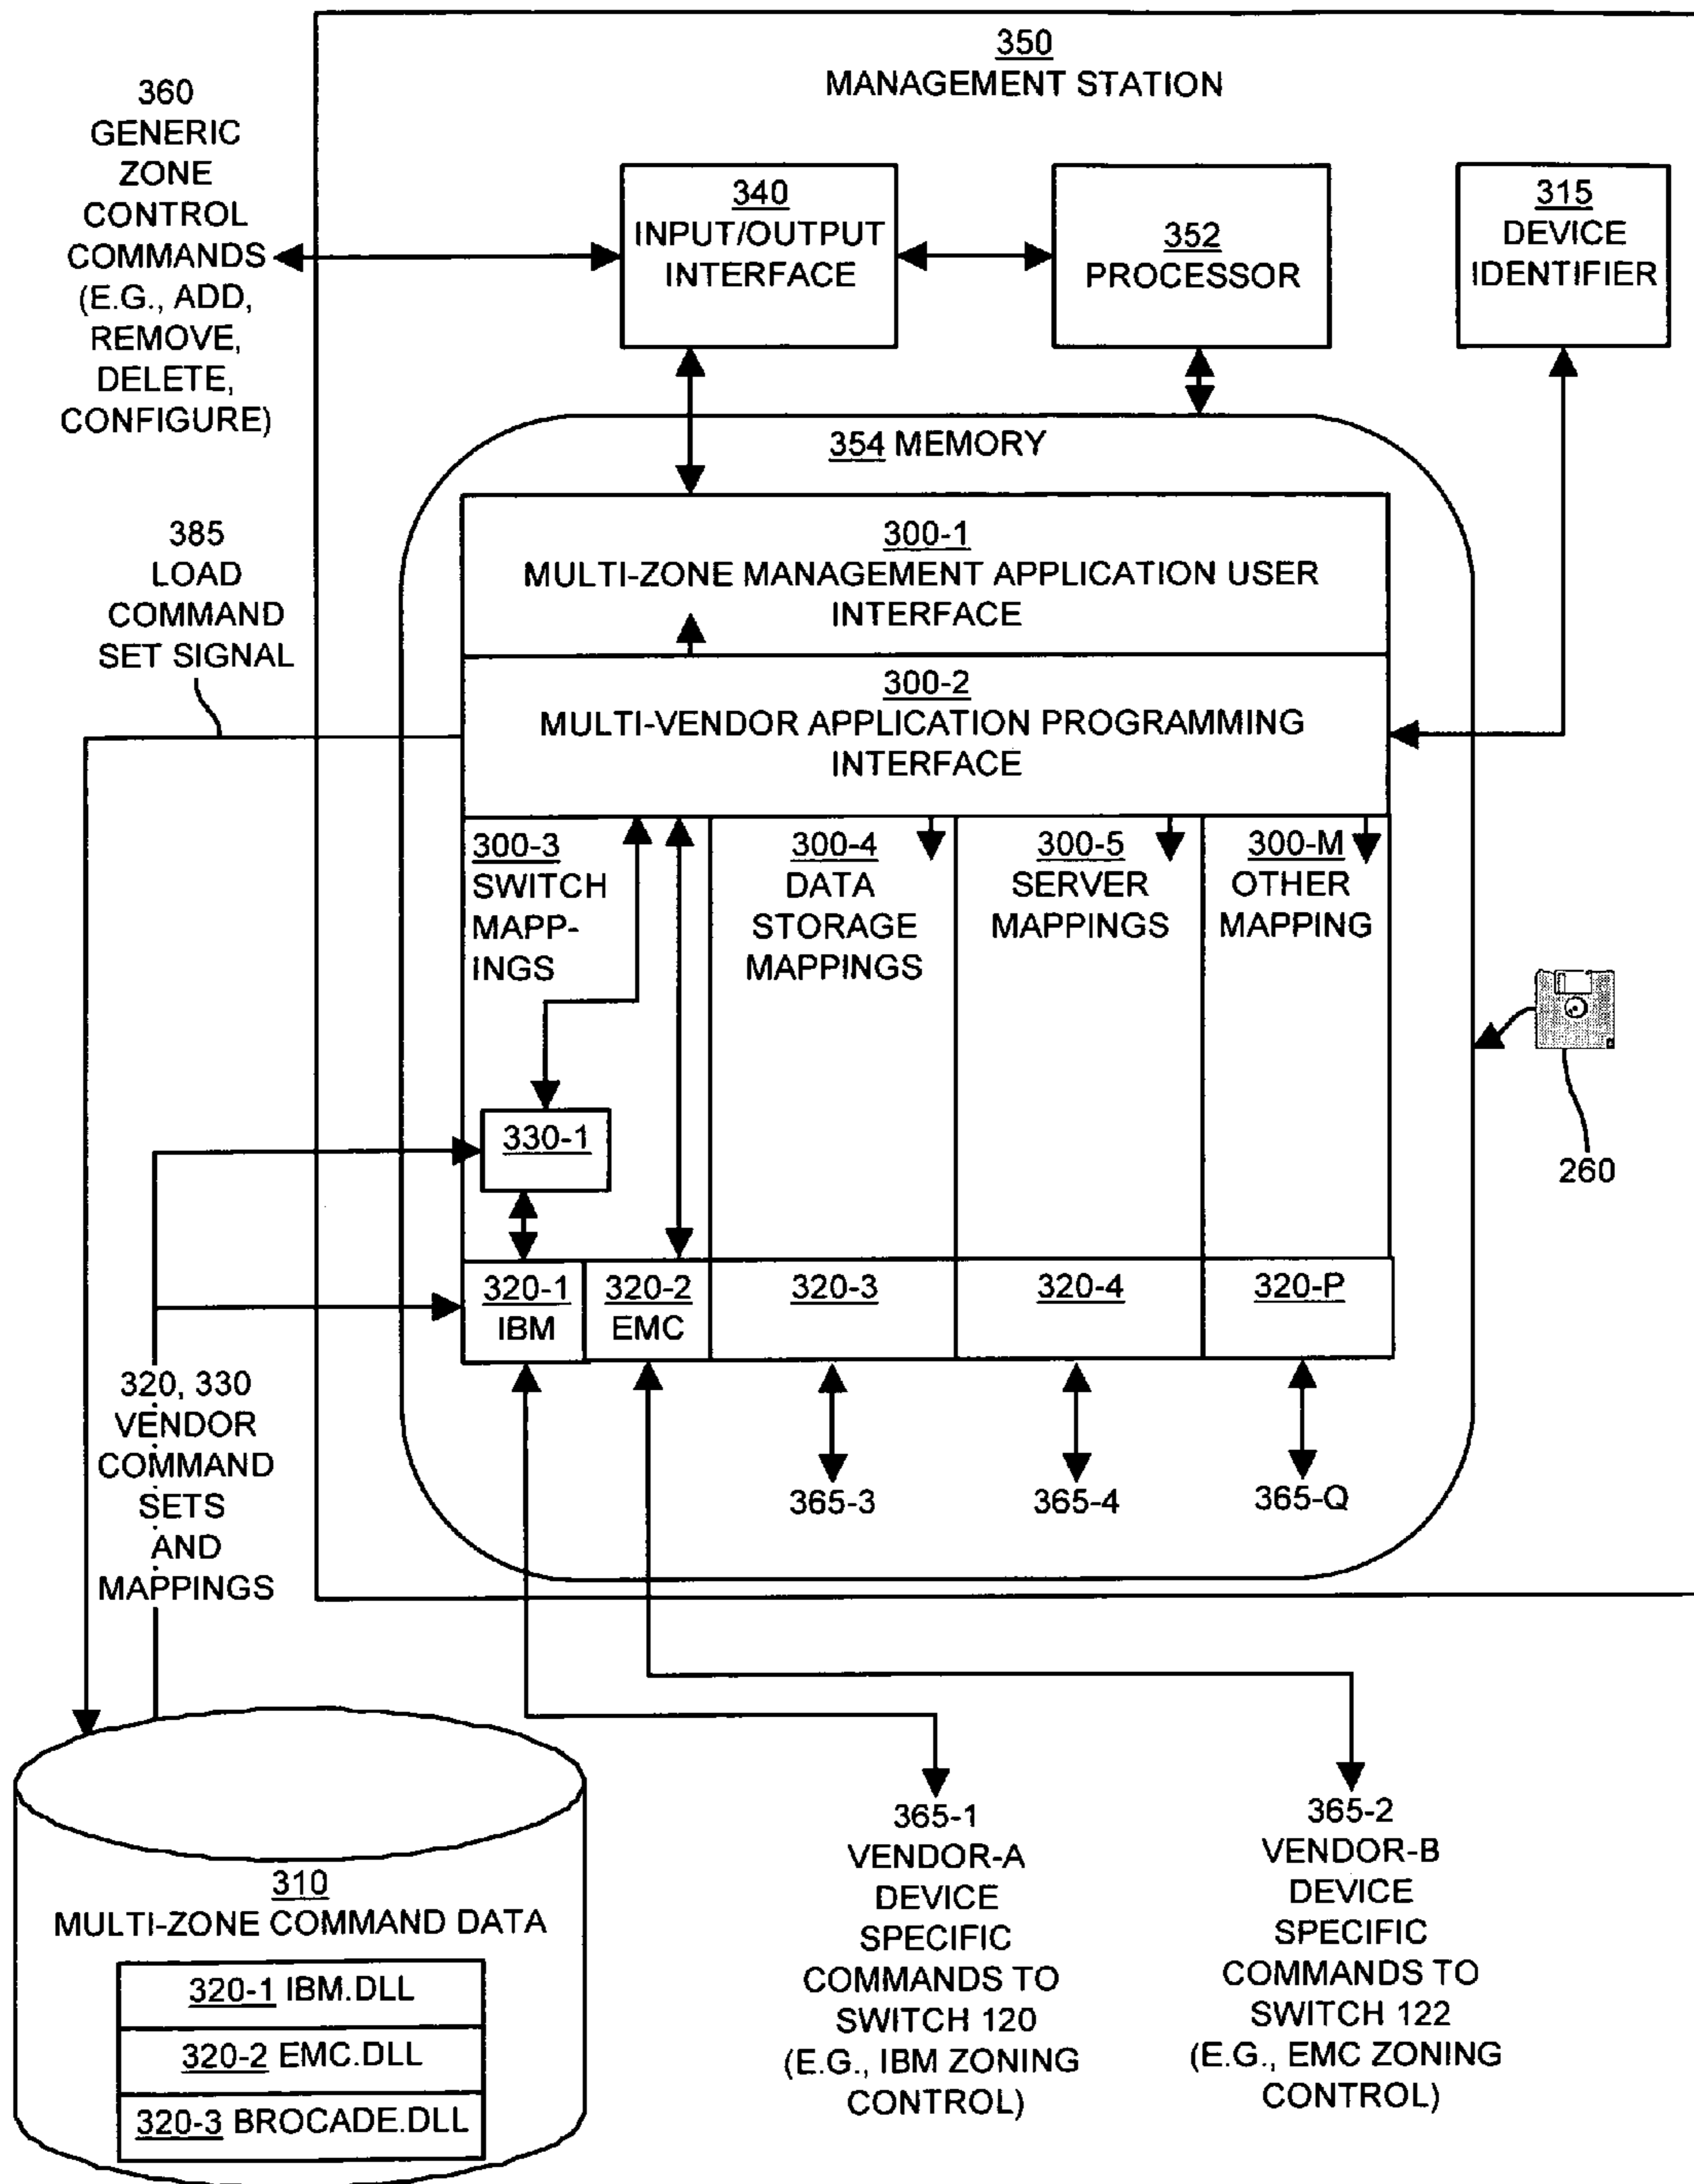 350
MANAGEMENT STATION
360
GENERIC
ZONE
CONTROL
COMMANDS
(E.G., ADD,
REMOVE,
DELETE,
CONFIGURE)
340
INPUT/OUTPUT
INTERFACE
352
PROCESSOR
315
DEVICE
IDENTIFIER
354 MEMORY
385
LOAD
COMMAND
SET SIGNAL
300-1
MULTI-ZONE MANAGEMENT APPLICATION USER
INTERFACE
300-2
MULTI-VENDOR APPLICATION PROGRAMMING
INTERFACE
300-3
SWITCH
MAPP-
INGS
300-4
DATA
STORAGE
MAPPINGS
300-5
SERVER
MAPPINGS
300-M
OTHER
MAPPING
330-1
260
320-1
IBM
320-2
EMC
320-3
320-4
320-P
320, 330
VENDOR
COMMAND
SETS
AND
MAPPINGS
365-3
365-4
365-Q
310
MULTI-ZONE COMMAND DATA
320-1 IBM.DLL
320-2 EMC.DLL
320-3 BROCADE.DLL
365-1
VENDOR-A
DEVICE
SPECIFIC
COMMANDS TO
SWITCH 120
(E.G., IBM ZONING
CONTROL)
365-2
VENDOR-B
DEVICE
SPECIFIC
COMMANDS TO
SWITCH 122
(E.G., EMC ZONING
CONTROL)